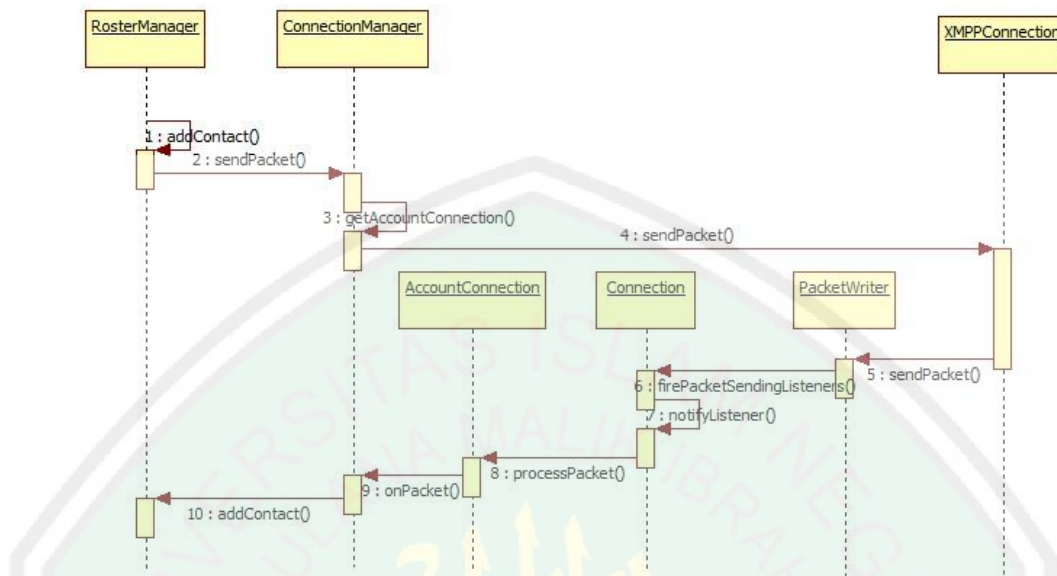 RosterManager
ConnectionManager
XMPPConnection
1 : addContact()
2 : sendPacket()
3 : getAccountConnection()
4 : sendPacket()
AccountConnection
Connection
PacketWriter
5 : sendPacket()
6 : firePacketSendingListeners()
7 : notifyListener()
8 : processPacket()
9 : onPacket()
10 : addContact()